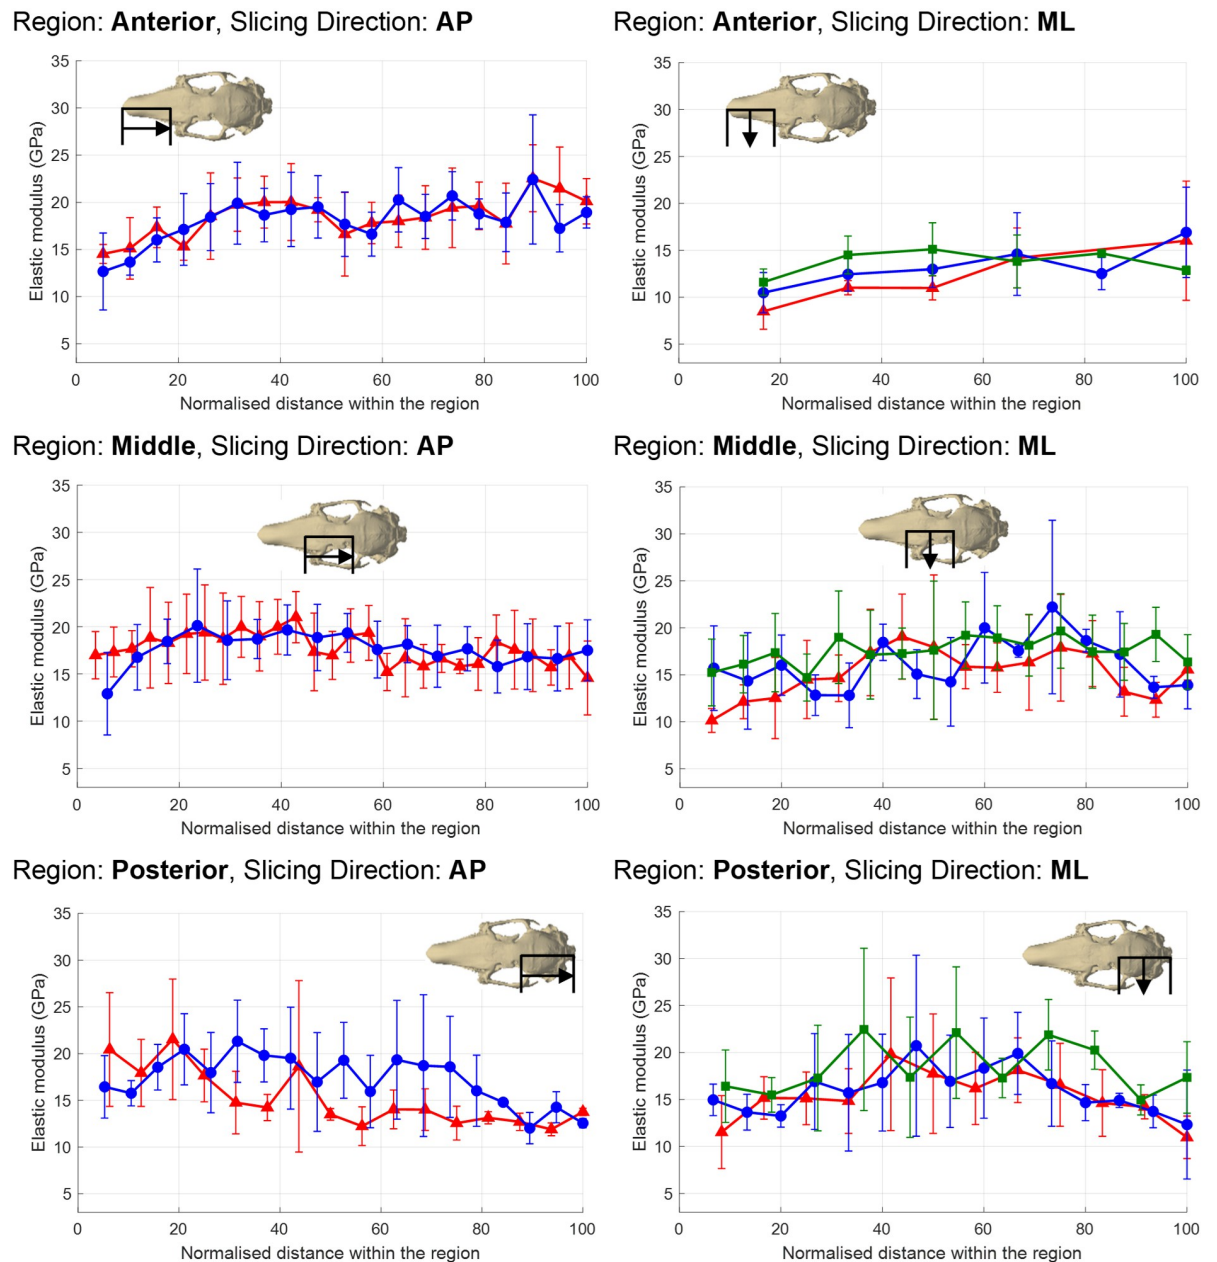 Region: Anterior, Slicing Direction: AP
Elastic modulus (GPa)
35
30
25
20
15
10
5
0 20 40 60 80 100
Normalised distance within the region
Region: Anterior, Slicing Direction: ML
Elastic modulus (GPa)
35
30
25
20
15
10
5
0 20 40 60 80 100
Normalised distance within the region
Region: Middle, Slicing Direction: AP
Elastic modulus (GPa)
35
30
25
20
15
10
5
0 20 40 60 80 100
Normalised distance within the region
Region: Middle, Slicing Direction: ML
Elastic modulus (GPa)
35
30
25
20
15
10
5
0 20 40 60 80 100
Normalised distance within the region
Region: Posterior, Slicing Direction: AP
Elastic modulus (GPa)
35
30
25
20
15
10
5
0 20 40 60 80 100
Normalised distance within the region
Region: Posterior, Slicing Direction: ML
Elastic modulus (GPa)
35
30
25
20
15
10
5
0 20 40 60 80 100
Normalised distance within the region